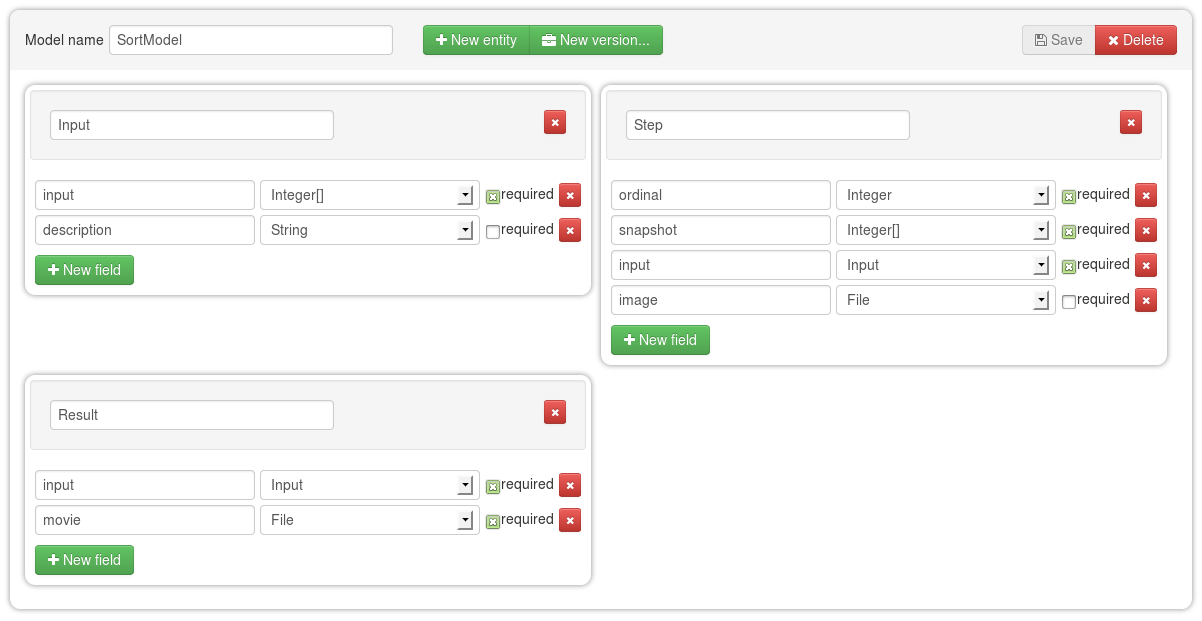 Model name SortModel New entity New version... Save Delete
Input
input Integer[] required
description String required
New field
Step
ordinal Integer required
snapshot Integer[] required
input Input required
image File required
New field
Result
input Input required
movie File required
New field